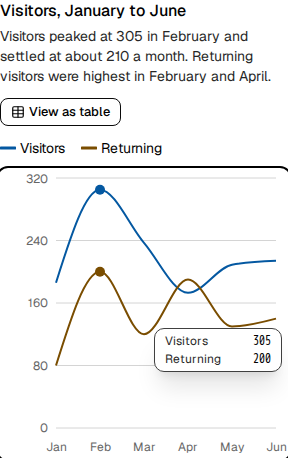 Visitors, January to June
Visitors peaked at 305 in February and
settled at about 210 a month. Returning
visitors were highest in February and April.
View as table
Visitors Returning
320
240
160
80
0
Visitors 305
Returning 200
Jan Feb Mar Apr May Jun